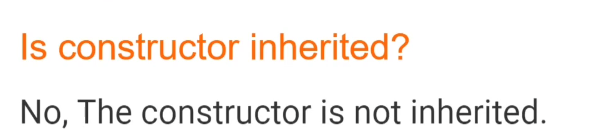 Is constructor inherited?
No, The constructor is not inherited.